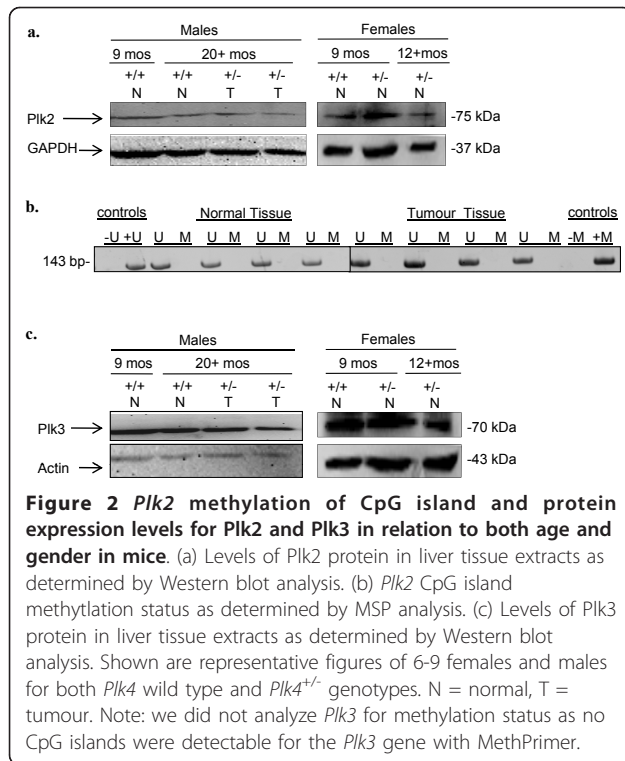 a.
Males Females
9 mos 20+ mos 9 mos 12+mos
+/+ +/+ +/- +/- +/+ +/- +/-
N N T T N N N
Plk2 -75 kDa
GAPDH -37 kDa
b.
controls Normal Tissue Tumour Tissue controls
-U +U U M U M U M U M U M U M U M U M -M +M
143 bp-
c.
Males Females
9 mos 20+ mos 9 mos 12+mos
+/+ +/+ +/- +/- +/+ +/- +/-
N N T T N N N
Plk3 -70 kDa
Actin -43 kDa
Figure 2 Plk2 methylation of CpG island and protein
expression levels for Plk2 and Plk3 in relation to both age and
gender in mice. (a) Levels of Plk2 protein in liver tissue extracts as
determined by Western blot analysis. (b) Plk2 CpG island
methytlation status as determined by MSP analysis. (c) Levels of Plk3
protein in liver tissue extracts as determined by Western blot
analysis. Shown are representative figures of 6-9 females and males
for both Plk4 wild type and Plk4+/- genotypes. N = normal, T =
tumour. Note: we did not analyze Plk3 for methylation status as no
CpG islands were detectable for the Plk3 gene with MethPrimer.